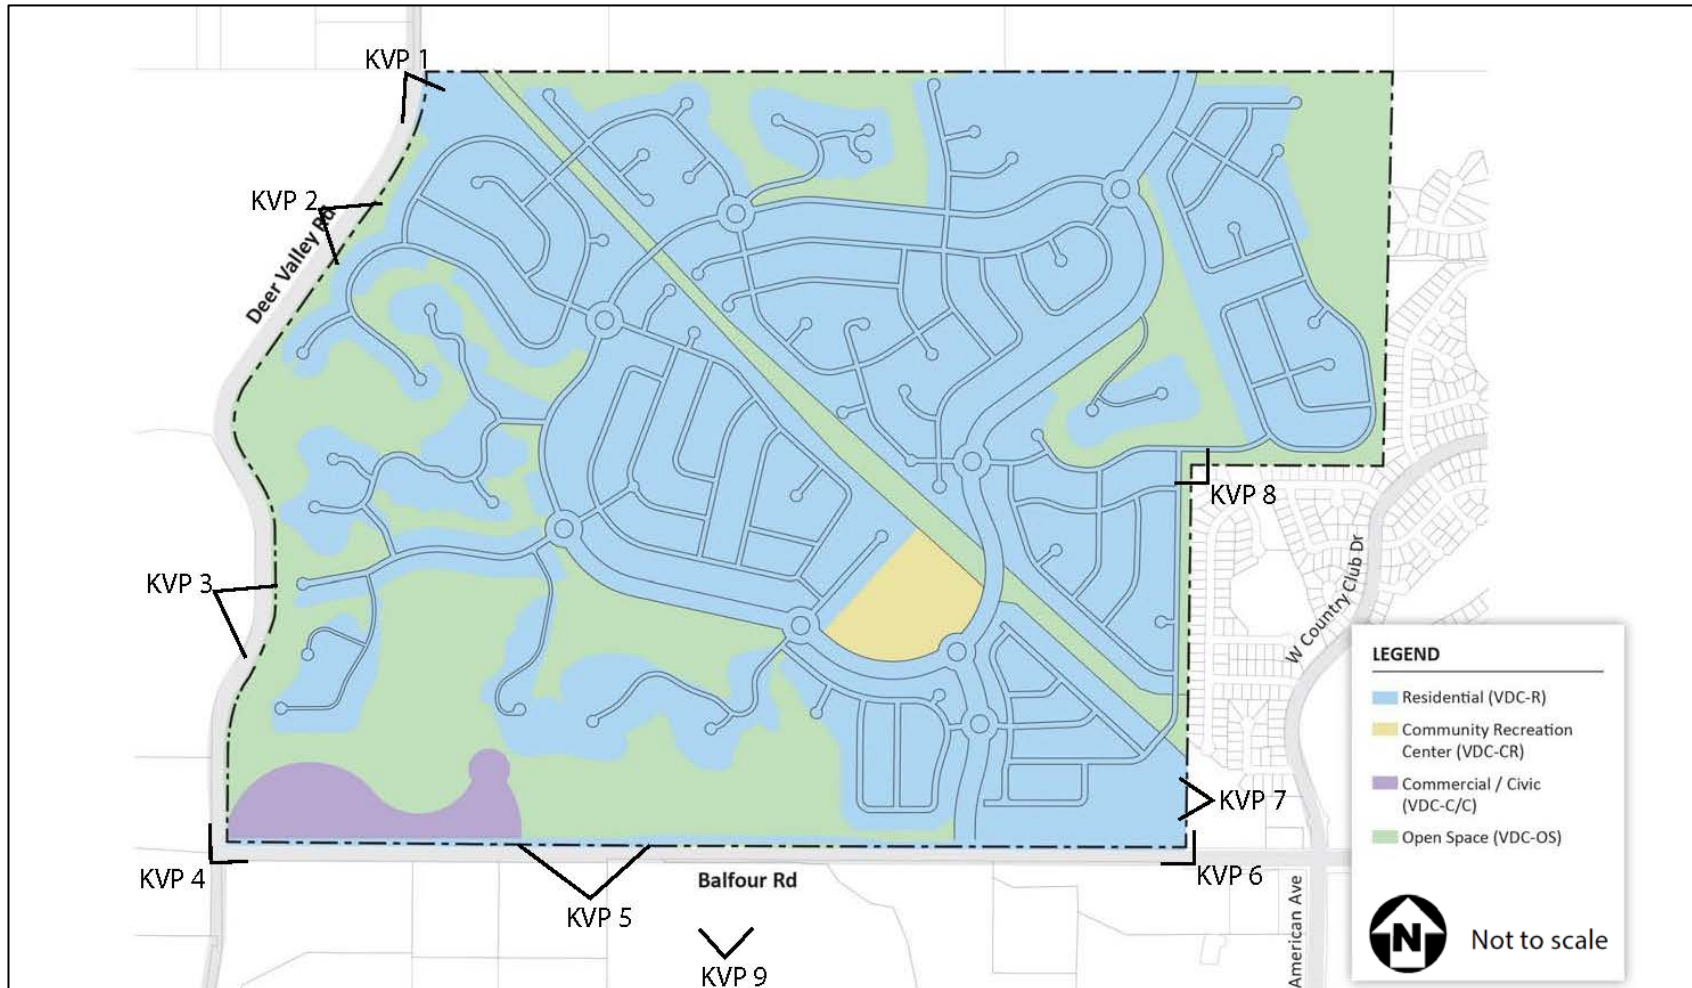 KVP 1
KVP 2
Deer Valley Rd
KVP 3
KVP 8
W Country Club Dr
KVP 7
KVP 4
KVP 6
Balfour Rd
KVP 5
KVP 9
American Ave
LEGEND
Residential (VDC-R)
Community Recreation
Center (VDC-CR)
Commercial / Civic
(VDC-C/C)
Open Space (VDC-OS)
N
Not to scale